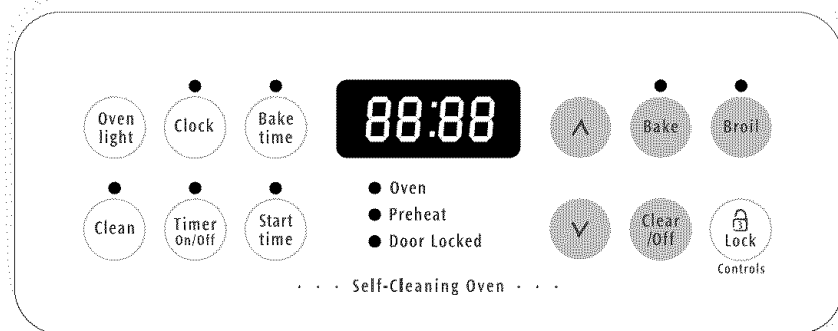 Oven
light
Clock
Bake
time
88:88
∧
Bake
Broil
Clean
Timer
On/Off
Start
time
Oven
Preheat
Door Locked
∨
Clear
/Off
3
Lock
Controls
· · · Self-Cleaning Oven · · ·